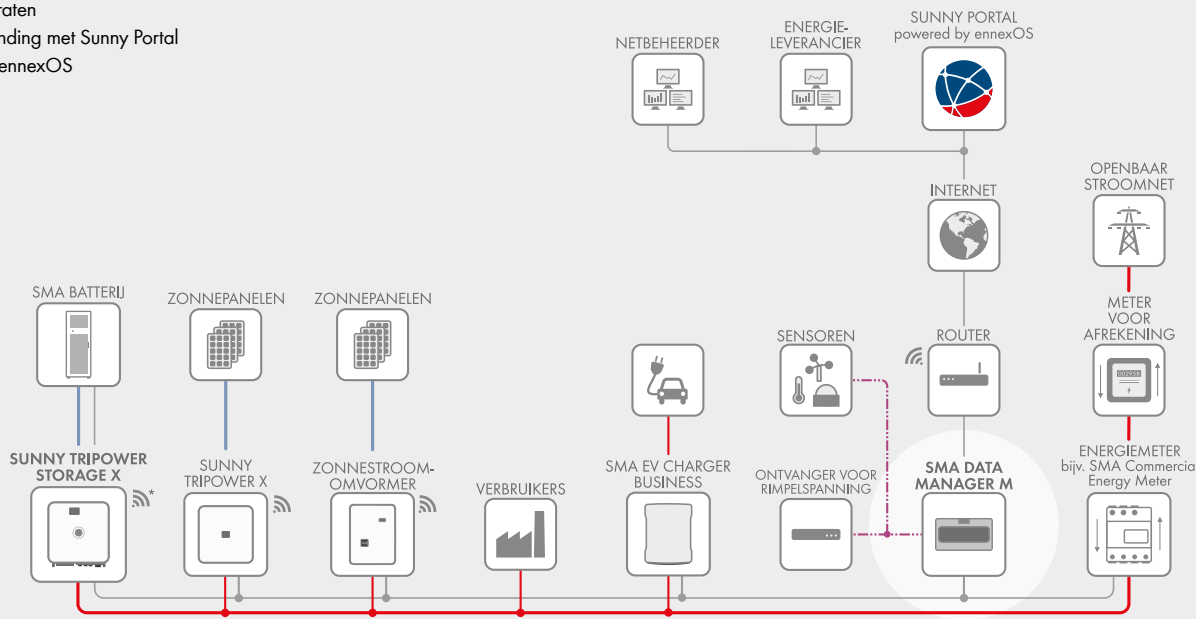 raten
nding met Sunny Portal
ennexOS
SUNNY PORTAL
powered by ennexOS
ENERGIE-
LEVERANCIER
NETBEHEERDER
OPENBAAR
STROOMNET
INTERNET
SMA BATTERIJ
ZONNEPANELEN
ZONNEPANELEN
METER
VOOR
AFREKENING
SENSOREN
ROUTER
SUNNY TRIPOWER
STORAGE X
*
SUNNY
TRIPOWER X
ZONNESTROOM-
OMVORMER
VERBRUIKERS
SMA EV CHARGER
BUSINESS
ONTVANGER VOOR
RIMPELSPANNING
SMA DATA
MANAGER M
ENERGIEMETER
bijv. SMA Commercia
Energy Meter